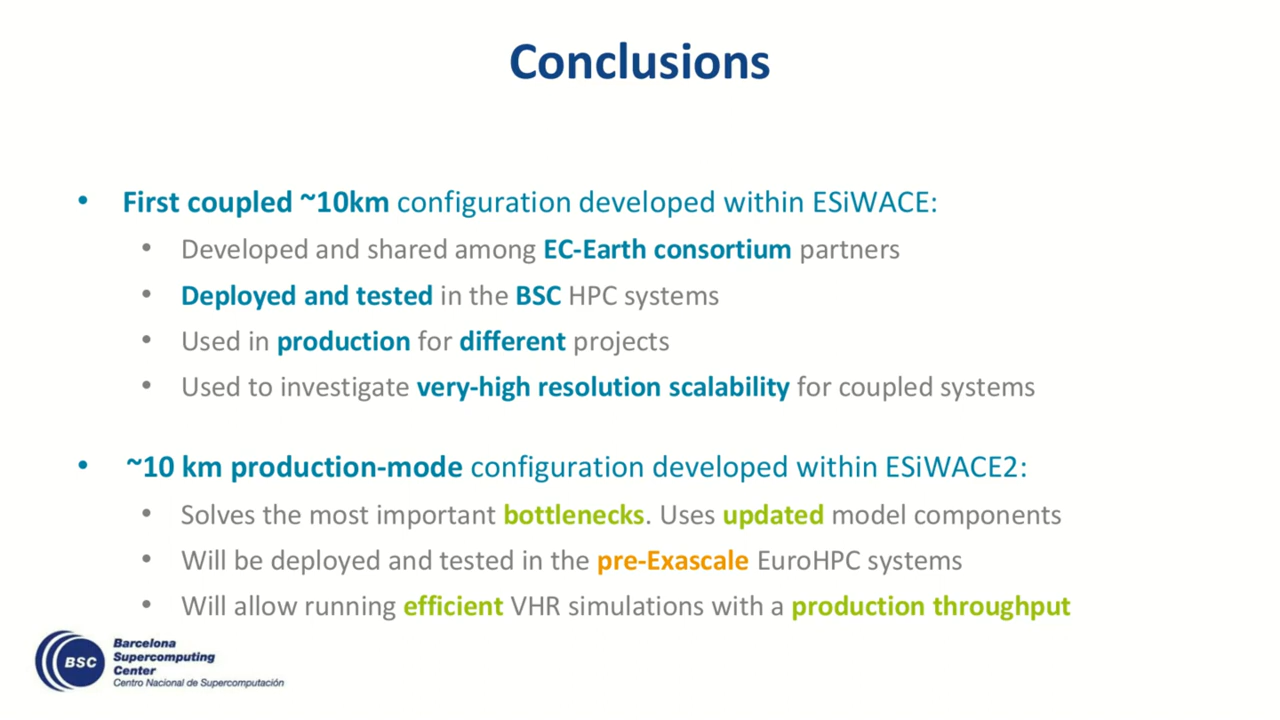 Conclusions
• First coupled ~10km configuration developed within ESiWACE:
• Developed and shared among EC-Earth consortium partners
• Deployed and tested in the BSC HPC systems
• Used in production for different projects
• Used to investigate very-high resolution scalability for coupled systems
• ~10 km production-mode configuration developed within ESiWACE2:
• Solves the most important bottlenecks. Uses updated model components
• Will be deployed and tested in the pre-Exascale EuroHPC systems
• Will allow running efficient VHR simulations with a production throughput
BSC
Barcelona
Supercomputing
Center
Centro Nacional de Supercomputación